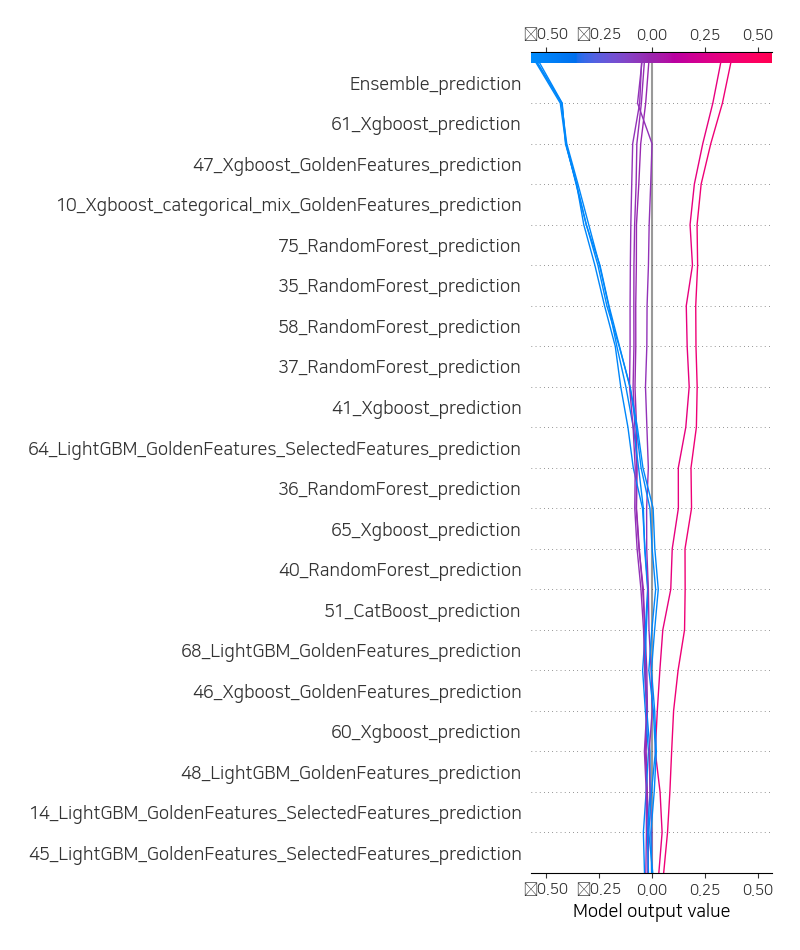 ▯0.50 ▯0.25 0.00 0.25 0.50
Ensemble_prediction
61_Xgboost_prediction
47_Xgboost_GoldenFeatures_prediction
10_Xgboost_categorical_mix_GoldenFeatures_prediction
75_RandomForest_prediction
35_RandomForest_prediction
58_RandomForest_prediction
37_RandomForest_prediction
41_Xgboost_prediction
64_LightGBM_GoldenFeatures_SelectedFeatures_prediction
36_RandomForest_prediction
65_Xgboost_prediction
40_RandomForest_prediction
51_CatBoost_prediction
68_LightGBM_GoldenFeatures_prediction
46_Xgboost_GoldenFeatures_prediction
60_Xgboost_prediction
48_LightGBM_GoldenFeatures_prediction
14_LightGBM_GoldenFeatures_SelectedFeatures_prediction
45_LightGBM_GoldenFeatures_SelectedFeatures_prediction
▯0.50 ▯0.25 0.00 0.25 0.50
Model output value